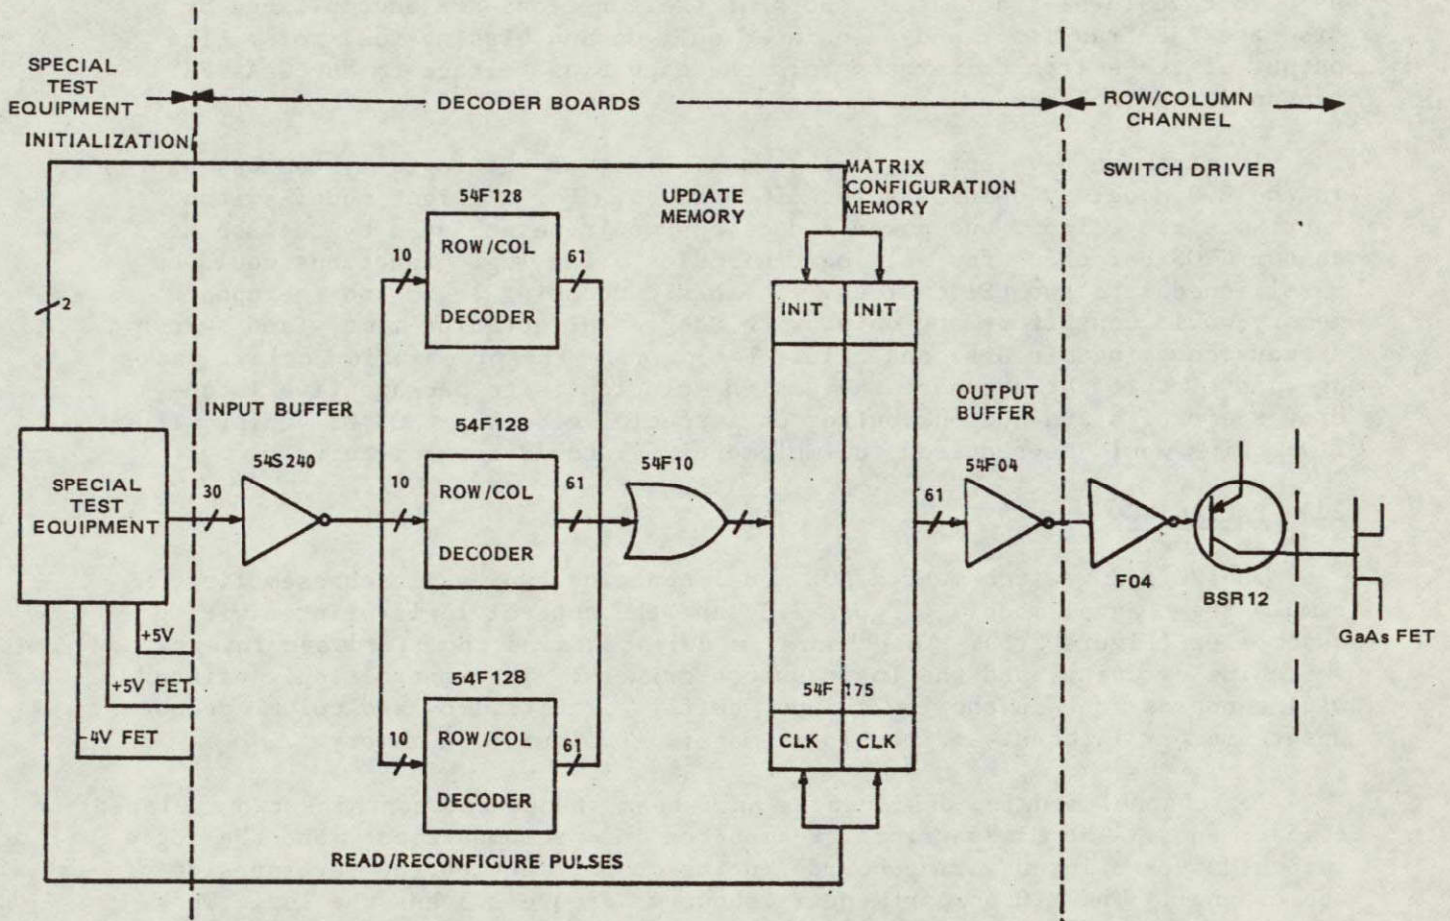 SPECIAL
TEST
EQUIPMENT
DECODER BOARDS
ROW/COLUMN
CHANNEL
INITIALIZATION
SWITCH DRIVER
MATRIX
CONFIGURATION
MEMORY
UPDATE
MEMORY
54F128
ROW/COL
DECODER
10
61
2
INIT
INIT
INPUT BUFFER
OUTPUT
BUFFER
54F128
ROW/COL
DECODER
10
61
54S240
54F10
54F04
SPECIAL
TEST
EQUIPMENT
30
61
F04
BSR12
GaAs FET
+5V
+5V FET
-4V FET
54F128
ROW/COL
DECODER
10
61
54F 175
CLK
CLK
READ/RECONFIGURE PULSES